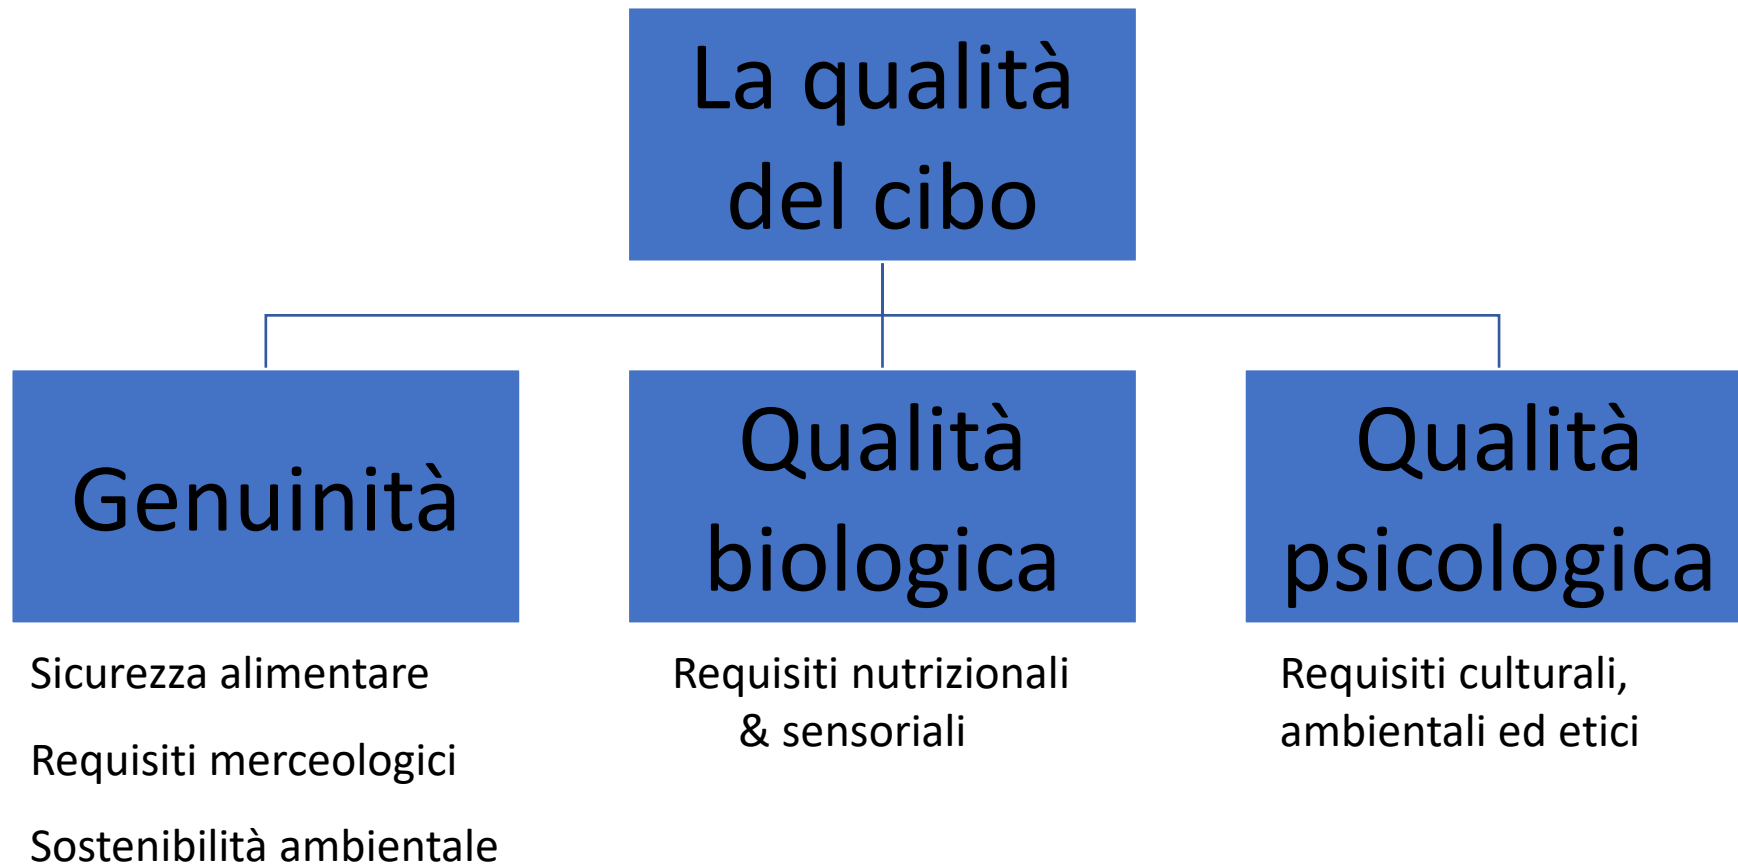 La qualità
del cibo
Genuinità
Qualità
biologica
Qualità
psicologica
Sicurezza alimentare
Requisiti merceologici
Sostenibilità ambientale
Requisiti nutrizionali
& sensoriali
Requisiti culturali,
ambientali ed etici